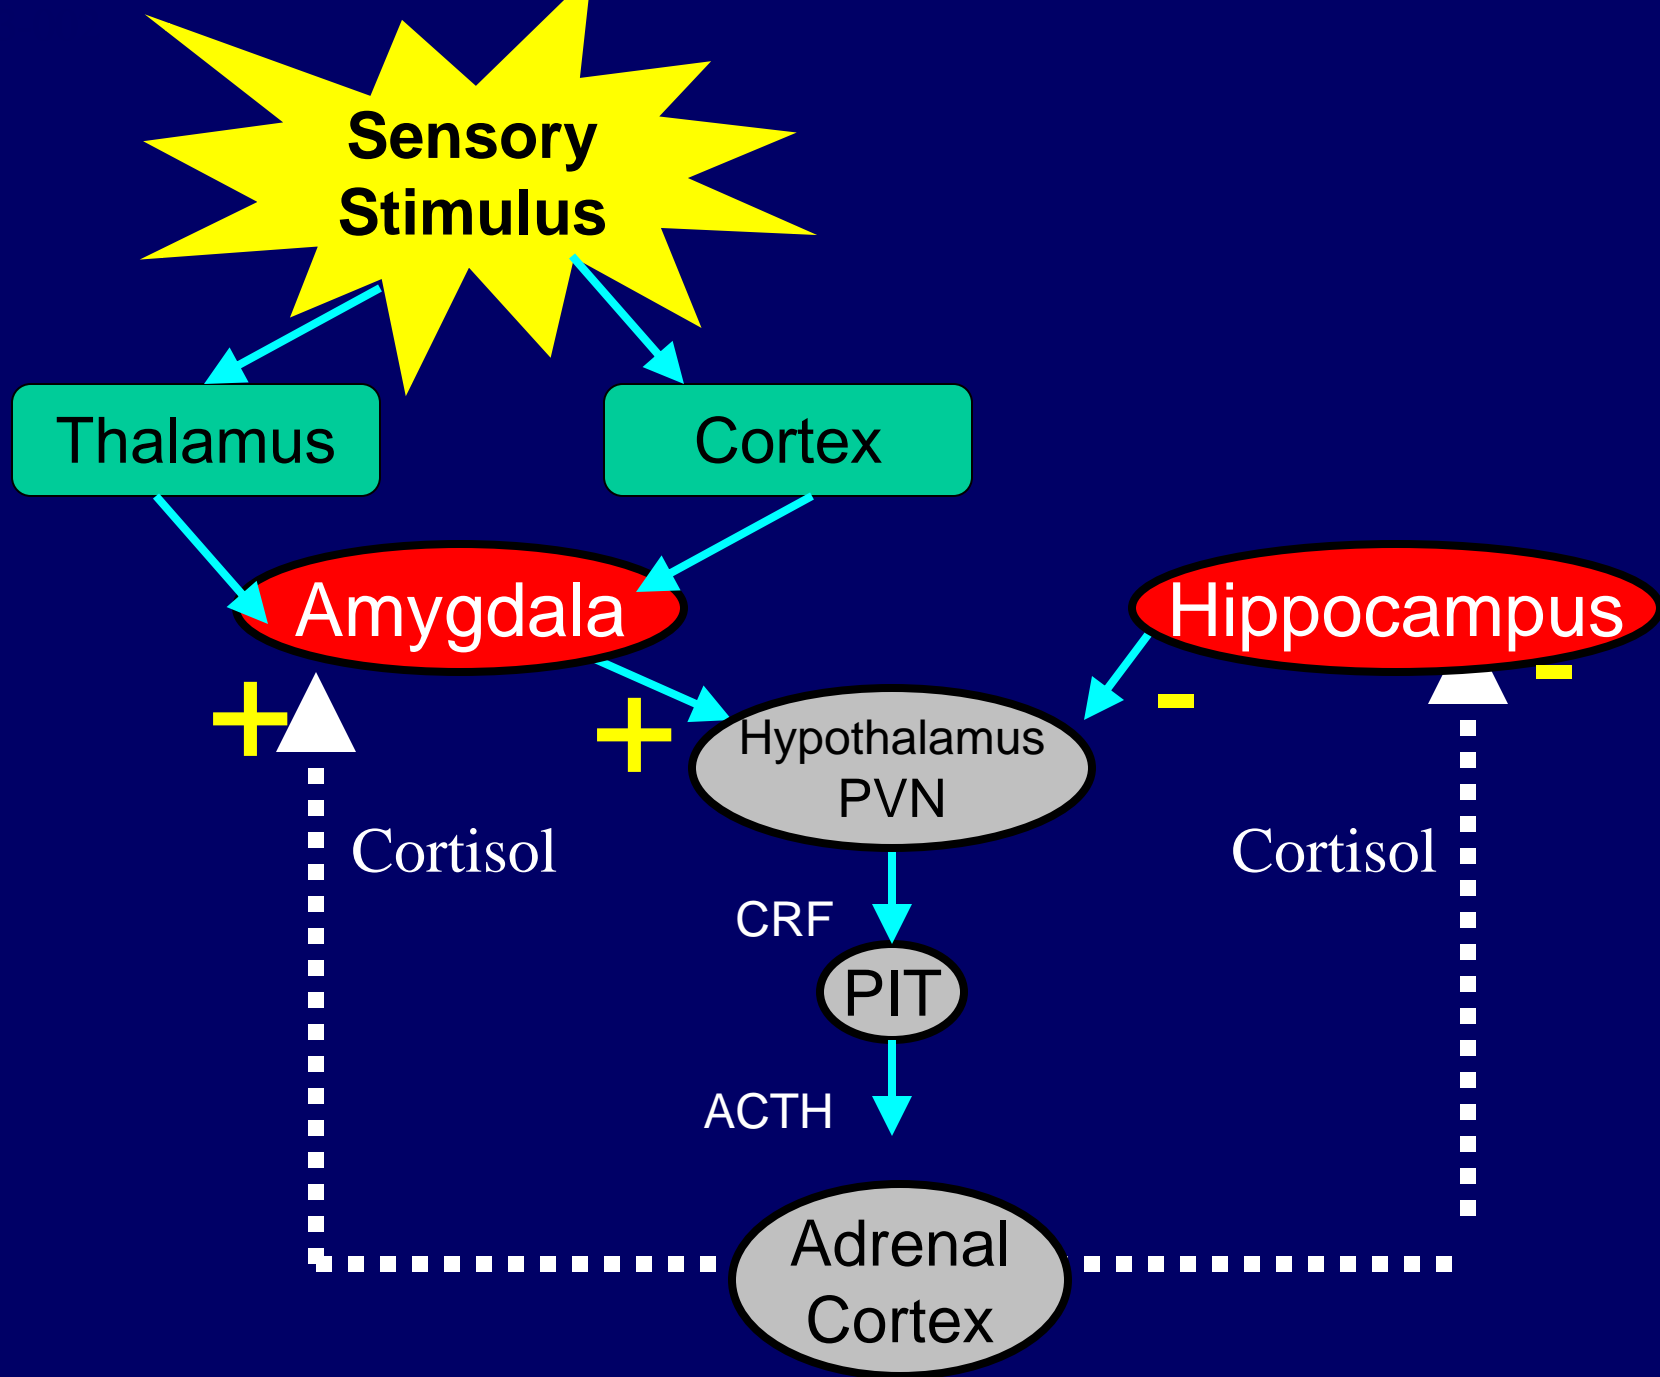 Sensory
Stimulus
Thalamus
Cortex
Amygdala
Hippocampus
+
+
-
-
Hypothalamus
PVN
Cortisol
Cortisol
CRF
PIT
ACTH
Adrenal
Cortex